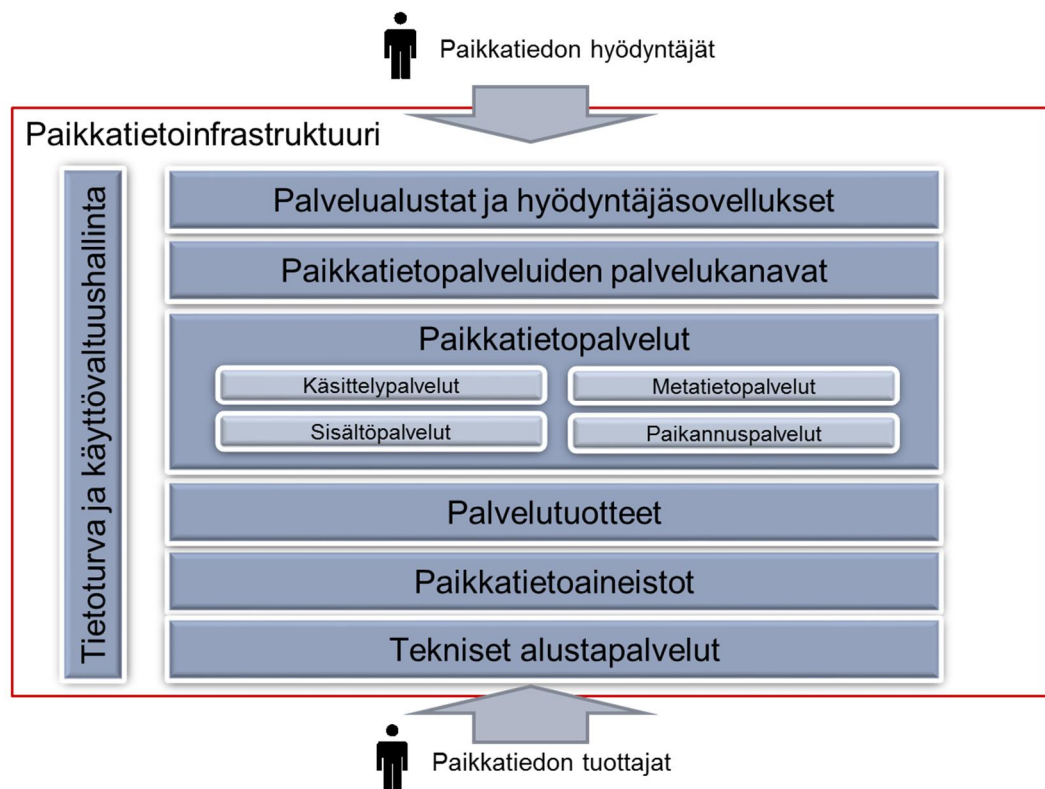 Paikkatiedon hyödyntäjät
Paikkatietoinfrastruktuuri
Tietoturva ja käyttövaltuushallinta
Palvelualustat ja hyödyntäjäsovellukset
Paikkatietopalveluiden palvelukanavat
Paikkatietopalvelut
Käsittelypalvelut
Metatietopalvelut
Sisältöpalvelut
Paikannuspalvelut
Palvelutuotteet
Paikkatietoaineistot
Tekniset alustapalvelut
Paikkatiedon tuottajat